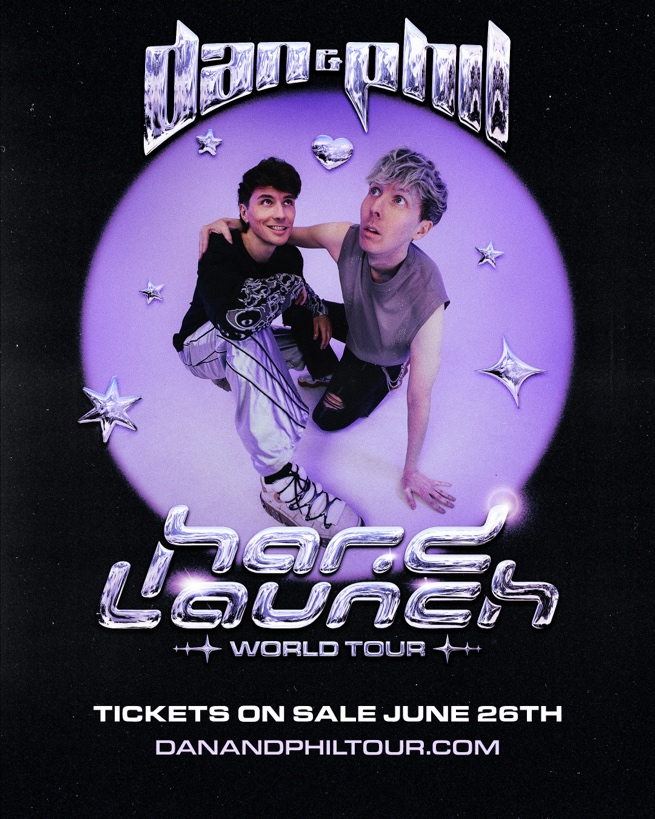 dan & phil
hard
launch
WORLD TOUR
TICKETS ON SALE JUNE 26TH
DANANDPHILTOUR.COM